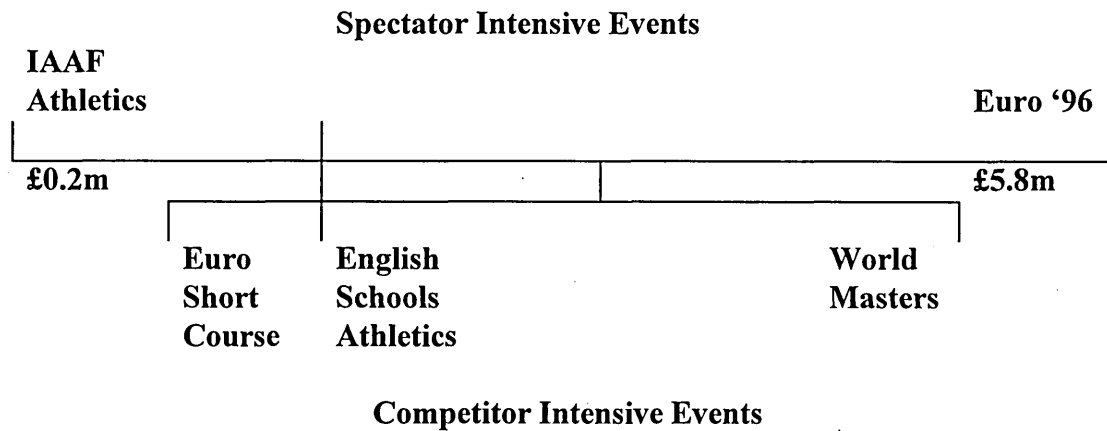 Spectator Intensive Events
IAAF
Athletics
Euro ‘96
£0.2m
£5.8m
Euro
Short
Course
English
Schools
Athletics
World
Masters
Competitor Intensive Events